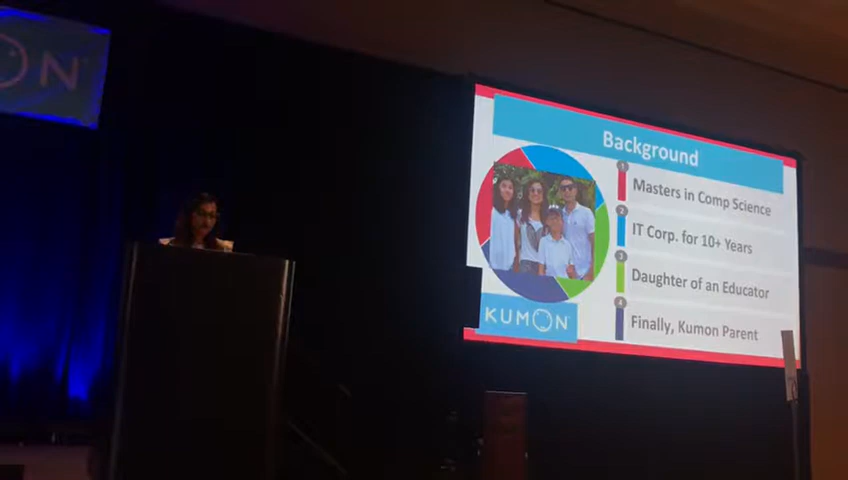 ON
Background
1
Masters in Comp Science
2
IT Corp. for 10+ Years
3
Daughter of an Educator
4
Finally, Kumon Parent
KUMON